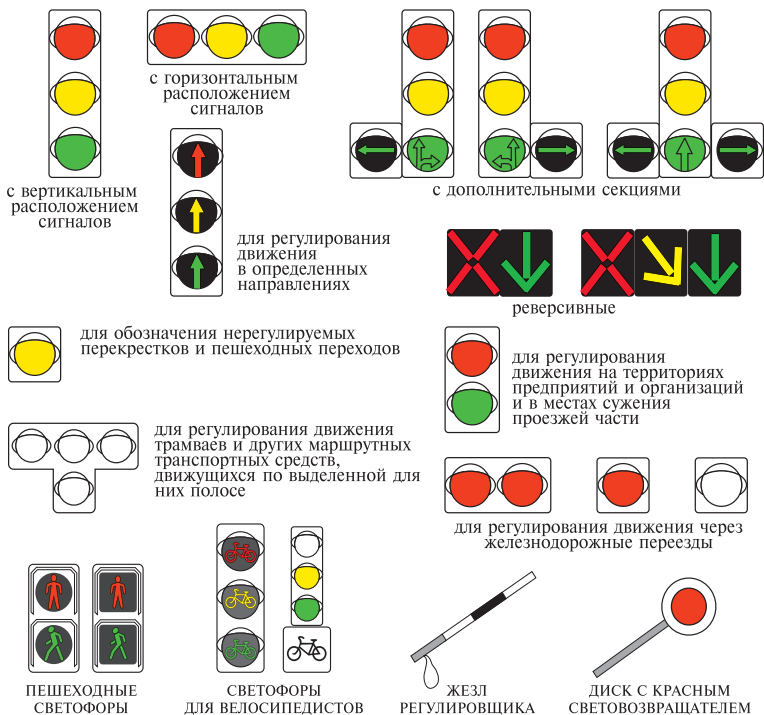 с горизонтальным
расположением
сигналов
с вертикальным
расположением
сигналов
с дополнительными секциями
для регулирования
движения
в определенных
направлениях
реверсивные
для обозначения нерегулируемых
перекрестков и пешеходных переходов
для регулирования
движения на территориях
предприятий и организаций
и в местах сужения
проезжей части
для регулирования движения
трамваев и других маршрутных
транспортных средств,
движущихся по выделенной для
них полосе
для регулирования движения через
железнодорожные переезды
ПЕШЕХОДНЫЕ
СВЕТОФОРЫ
СВЕТОФОРЫ
ДЛЯ ВЕЛОСИПЕДИСТОВ
ЖЕЗЛ
РЕГУЛИРОВЩИКА
ДИСК С КРАСНЫМ
СВЕТОВОЗВРАЩАТЕЛЕМ